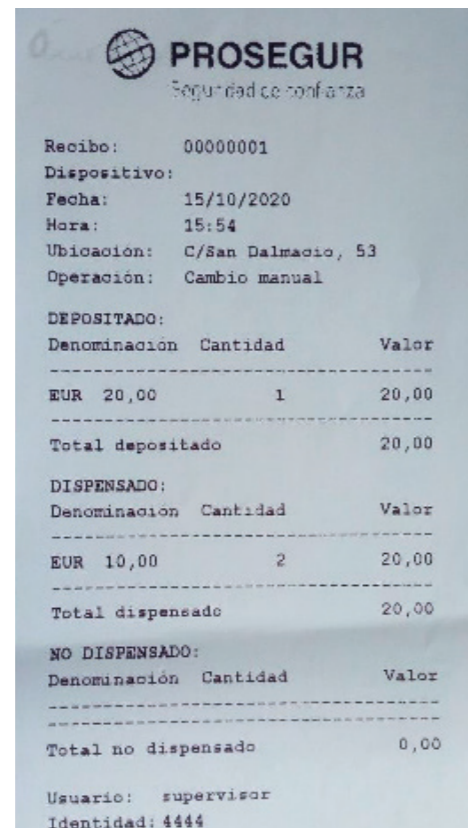 PROSEGUR
Seguridad de confianza
Recibo: 00000001
Dispositivo:
Fecha: 15/10/2020
Hora: 15:54
Ubicación: C/San Dalmacio, 53
Operación: Cambio manual
DEPOSITADO:
Denominación Cantidad Valor
EUR 20,00 1 20,00
Total depositado 20,00
DISPENSADO:
Denominación Cantidad Valor
EUR 10,00 2 20,00
Total dispensado 20,00
NO DISPENSADO:
Denominación Cantidad Valor
Total no dispensado 0,00
Usuario: supervisor
Identidad: 4444